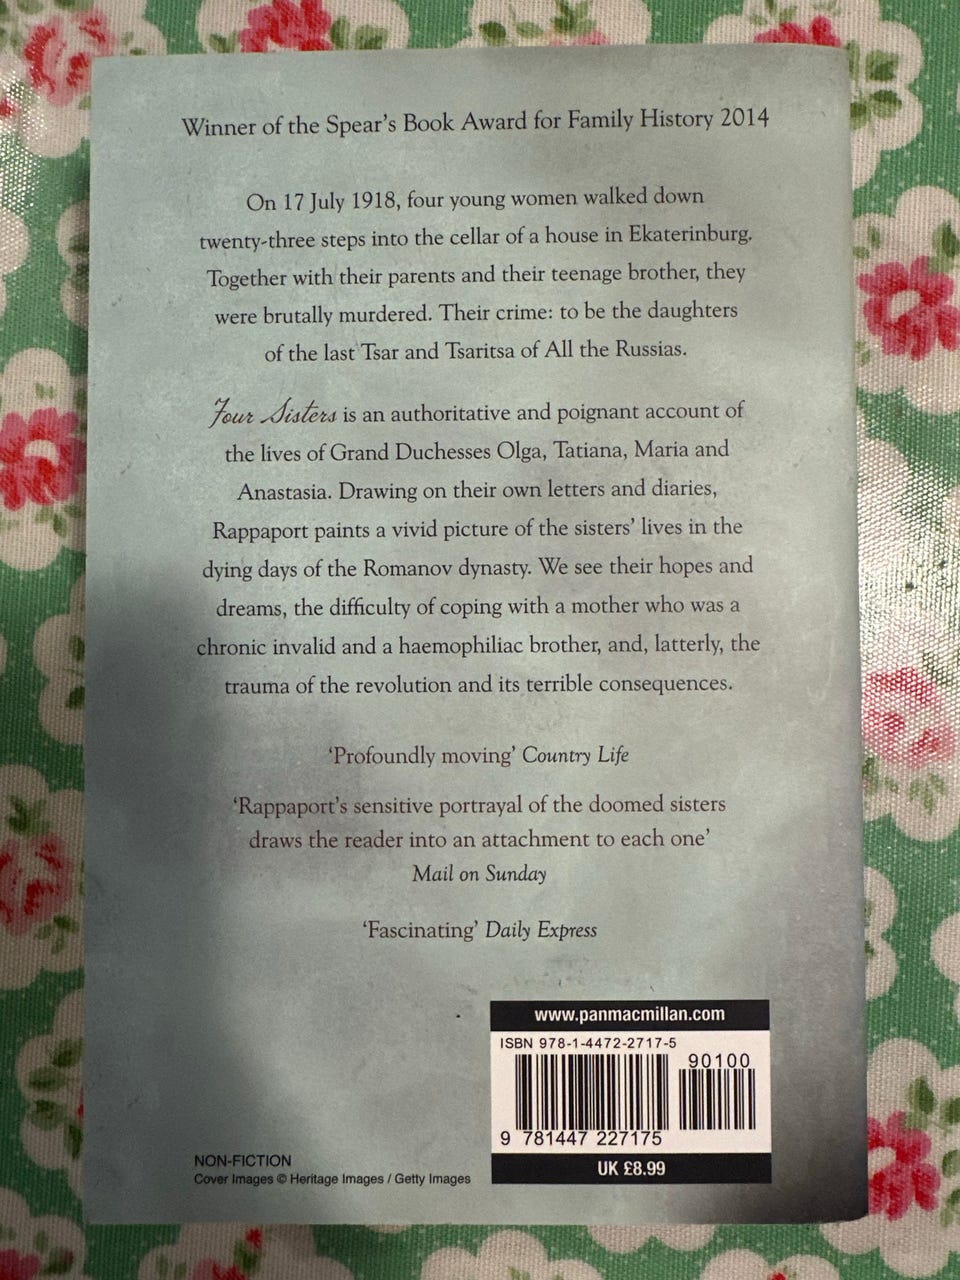 Winner of the Spear's Book Award for Family History 2014
On 17 July 1918, four young women walked down
twenty-three steps into the cellar of a house in Ekaterinburg.
Together with their parents and their teenage brother, they
were brutally murdered. Their crime: to be the daughters
of the last Tsar and Tsaritsa of All the Russias.
Four Sisters is an authoritative and poignant account of
the lives of Grand Duchesses Olga, Tatiana, Maria and
Anastasia. Drawing on their own letters and diaries,
Rappaport paints a vivid picture of the sisters' lives in the
dying days of the Romanov dynasty. We see their hopes and
dreams, the difficulty of coping with a mother who was a
chronic invalid and a haemophiliac brother, and, latterly, the
trauma of the revolution and its terrible consequences.
'Profoundly moving' Country Life
'Rappaport's sensitive portrayal of the doomed sisters
draws the reader into an attachment to each one'
Mail on Sunday
'Fascinating' Daily Express
www.panmacmillan.com
ISBN 978-1-4472-2717-5
90100
9 781447 227175
UK £8.99
NON-FICTION
Cover Images © Heritage Images / Getty Images